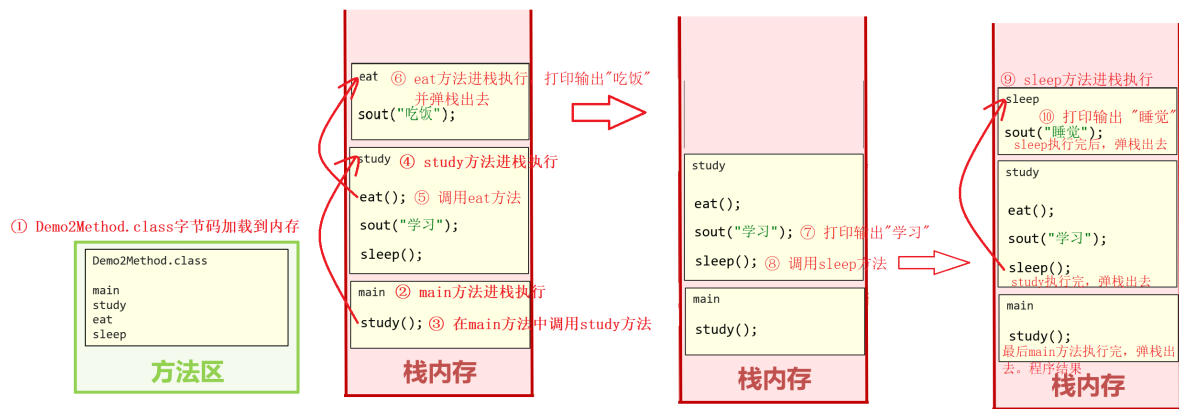 ① Demo2Method.class字节码加载到内存
Demo2Method.class
main
study
eat
sleep
方法区
eat ⑥ eat方法进栈执行 打印输出"吃饭"
并弹栈出去
sout("吃饭");
study ④ study方法进栈执行
eat(); ⑤ 调用eat方法
sout("学习");
sleep();
main ② main方法进栈执行
study(); ③ 在main方法中调用study方法
栈内存
study
eat();
sout("学习"); ⑦ 打印输出"学习"
sleep(); ⑧ 调用sleep方法
main
study();
栈内存
⑨ sleep方法进栈执行
sleep
⑩ 打印输出 "睡觉"
sout("睡觉");
sleep执行完后，弹栈出去
study
eat();
sout("学习");
sleep();
study执行完，弹栈出去
main
study();
最后main方法执行完，弹栈出
去。程序结果
栈内存